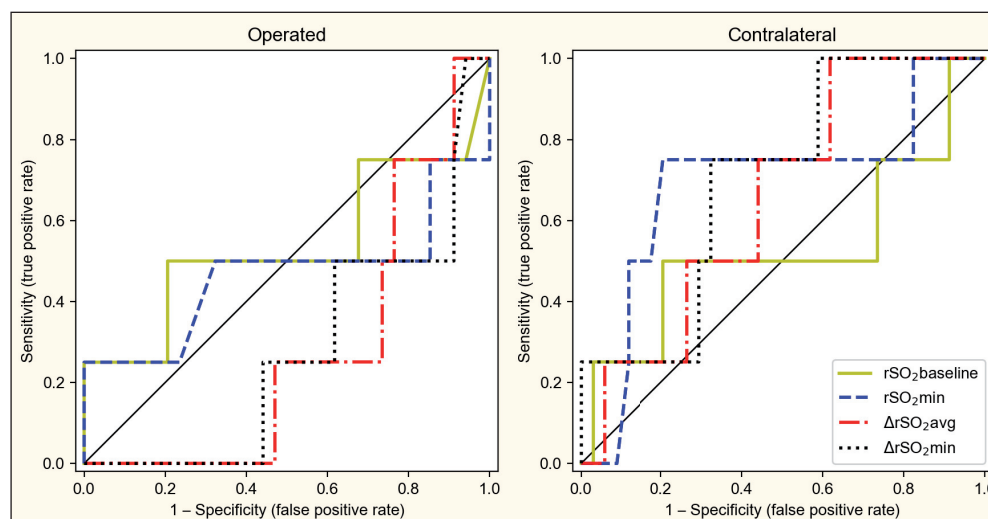 Operated
Contralateral
1.0
0.8
0.6
0.4
0.2
0.0
Sensitivity (true positive rate)
0.0 0.2 0.4 0.6 0.8 1.0
1 – Specificity (false positive rate)
1.0
0.8
0.6
0.4
0.2
0.0
Sensitivity (true positive rate)
0.0 0.2 0.4 0.6 0.8 1.0
1 – Specificity (false positive rate)
rSO₂baseline
rSO₂min
ΔrSO₂avg
ΔrSO₂min